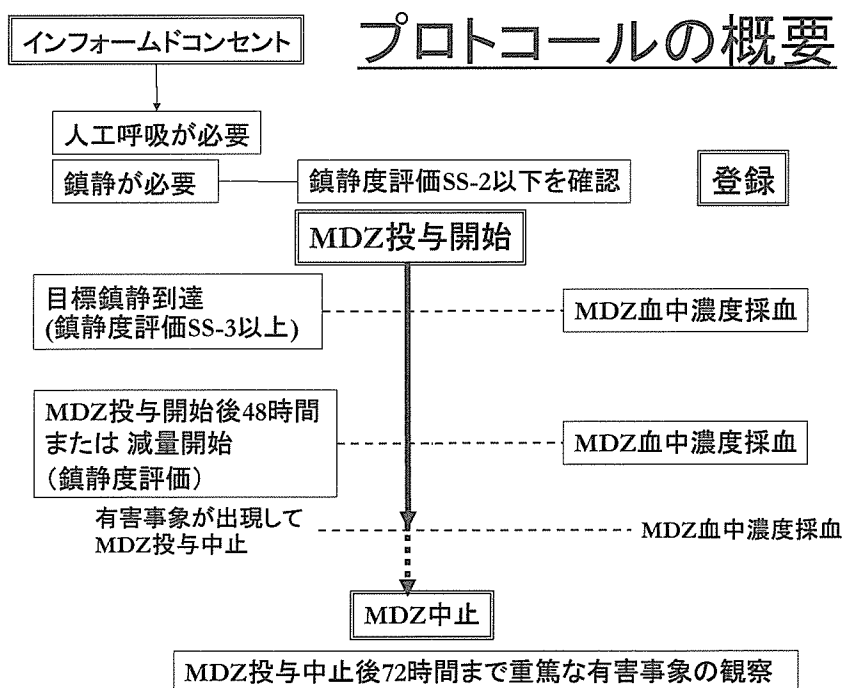 プロトコールの概要
インフォームドコンセント
人工呼吸が必要
鎮静が必要
鎮静度評価SS-2以下を確認
登録
MDZ投与開始
目標鎮静到達
(鎮静度評価SS-3以上)
MDZ血中濃度採血
MDZ投与開始後48時間
または 減量開始
（鎮静度評価）
MDZ血中濃度採血
有害事象が出現して
MDZ投与中止
MDZ血中濃度採血
MDZ中止
MDZ投与中止後72時間まで重篤な有害事象の観察